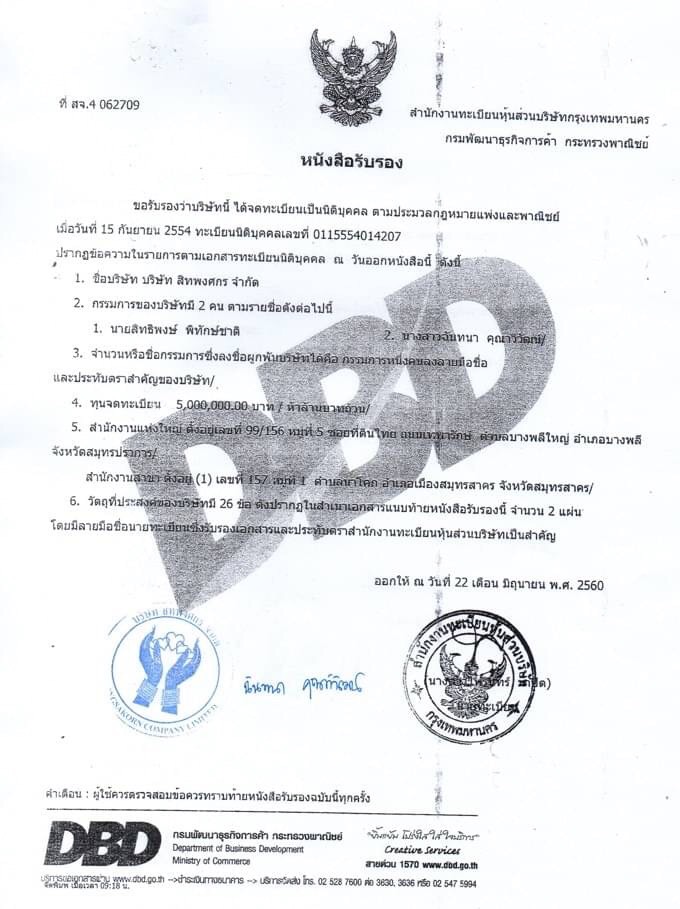 ที่ สจ.4 062709
สำนักงานทะเบียนหุ้นส่วนบริษัทกรุงเทพมหานคร
กรมพัฒนาธุรกิจการค้า กระทรวงพาณิชย์
หนังสือรับรอง
ขอรับรองว่าบริษัทนี้ ได้จดทะเบียนเป็นนิติบุคคล ตามประมวลกฎหมายแพ่งและพาณิชย์
เมื่อวันที่ 15 กันยายน 2554 ทะเบียนนิติบุคคลเลขที่ 0115554014207
ปรากฏข้อความในรายการตามเอกสารทะเบียนนิติบุคคล ณ วันออกหนังสือนี้ ดังนี้
1. ชื่อบริษัท บริษัท สิทพงศกร จำกัด
2. กรรมการของบริษัทมี 2 คน ตามรายชื่อดังต่อไปนี้
1. นายสิทธิพงษ์ พิทักษ์ชาติ
2. นางสาวฉันทนา
3. จำนวนหรือชื่อกรรมการซึ่งลงชื่อผูกพันบริษัทได้คือ กรรมการหนึ่งคนลงลายมือชื่อ
และประทับตราสำคัญของบริษัท/
4. ทุนจดทะเบียน 5,000,000.00 บาท / ห้าล้านบาทถ้วน/
5. สำนักงานแห่งใหญ่ ตั้งอยู่เลขที่ 99/156 หมู่ที่ 5 ซอยที่ดินไทย ถนนเทพารักษ์ ตำบลบางพลีใหญ่ อำเภอบางพลี
จังหวัดสมุทรปราการ/
สำนักงานสาขา ตั้งอยู่ (1) เลขที่ 157 หมู่ที่ 1 ตำบลนาโคก อำเภอเมืองสมุทรสาคร จังหวัดสมุทรสาคร/
6. วัตถุที่ประสงค์ของบริษัทมี 26 ข้อ ดังปรากฏในสำเนาเอกสารแนบท้ายหนังสือรับรองนี้ จำนวน 2 แผ่น
โดยมีลายมือชื่อนายทะเบียนซึ่งรับรองเอกสารและประทับตราสำนักงานทะเบียนหุ้นส่วนบริษัทเป็นสำคัญ
DBD
ออกให้ ณ วันที่ 22 เดือน มิถุนายน พ.ศ. 2560
บริษัท จำกัด
COMPANY LIMITED
สำนักงานทะเบียนหุ้นส่วนบริษัท
นายทะเบียน
กรุงเทพมหานคร
คำเตือน : ผู้ใช้ควรตรวจสอบข้อควรทราบท้ายหนังสือรับรองฉบับนี้ทุกครั้ง
DBD
กรมพัฒนาธุรกิจการค้า กระทรวงพาณิชย์
Department of Business Development
Ministry of Commerce
Creative Services
สายด่วน 1570 www.dbd.go.th
บริการขอเอกสารผ่าน www.dbd.go.th -->ชำระเงินทางธนาคาร --> บริการจัดส่ง โทร. 02 528 7600 ต่อ 3630, 3636 หรือ 02 547 5994
จัดพิมพ์ เมื่อเวลา 09:18 น.